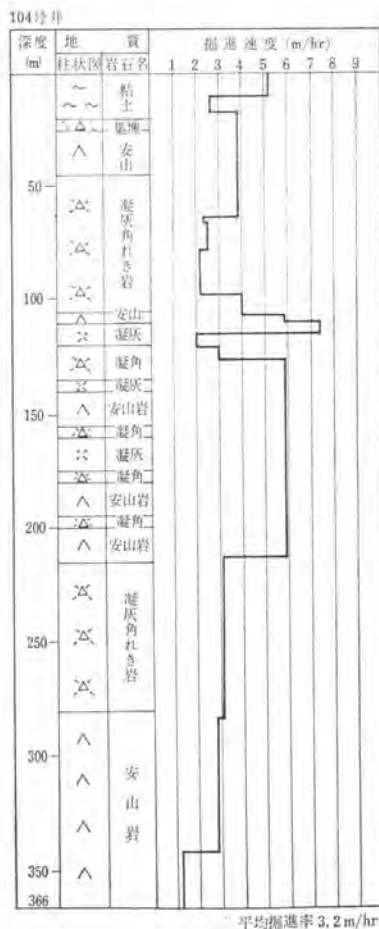 104号井
深度 地質 掘進速度 (m/hr)
(m) 柱状図 岩石名 1 2 3 4 5 6 7 8 9
粘土
集塊
安山
50
凝灰角れき岩
100
安山
凝灰
凝角
凝灰
150
安山岩
凝角
凝灰
凝角
安山岩
凝角
200
安山岩
凝灰角れき岩
250
300
安山岩
350
366
平均掘進率 3,2 m/hr